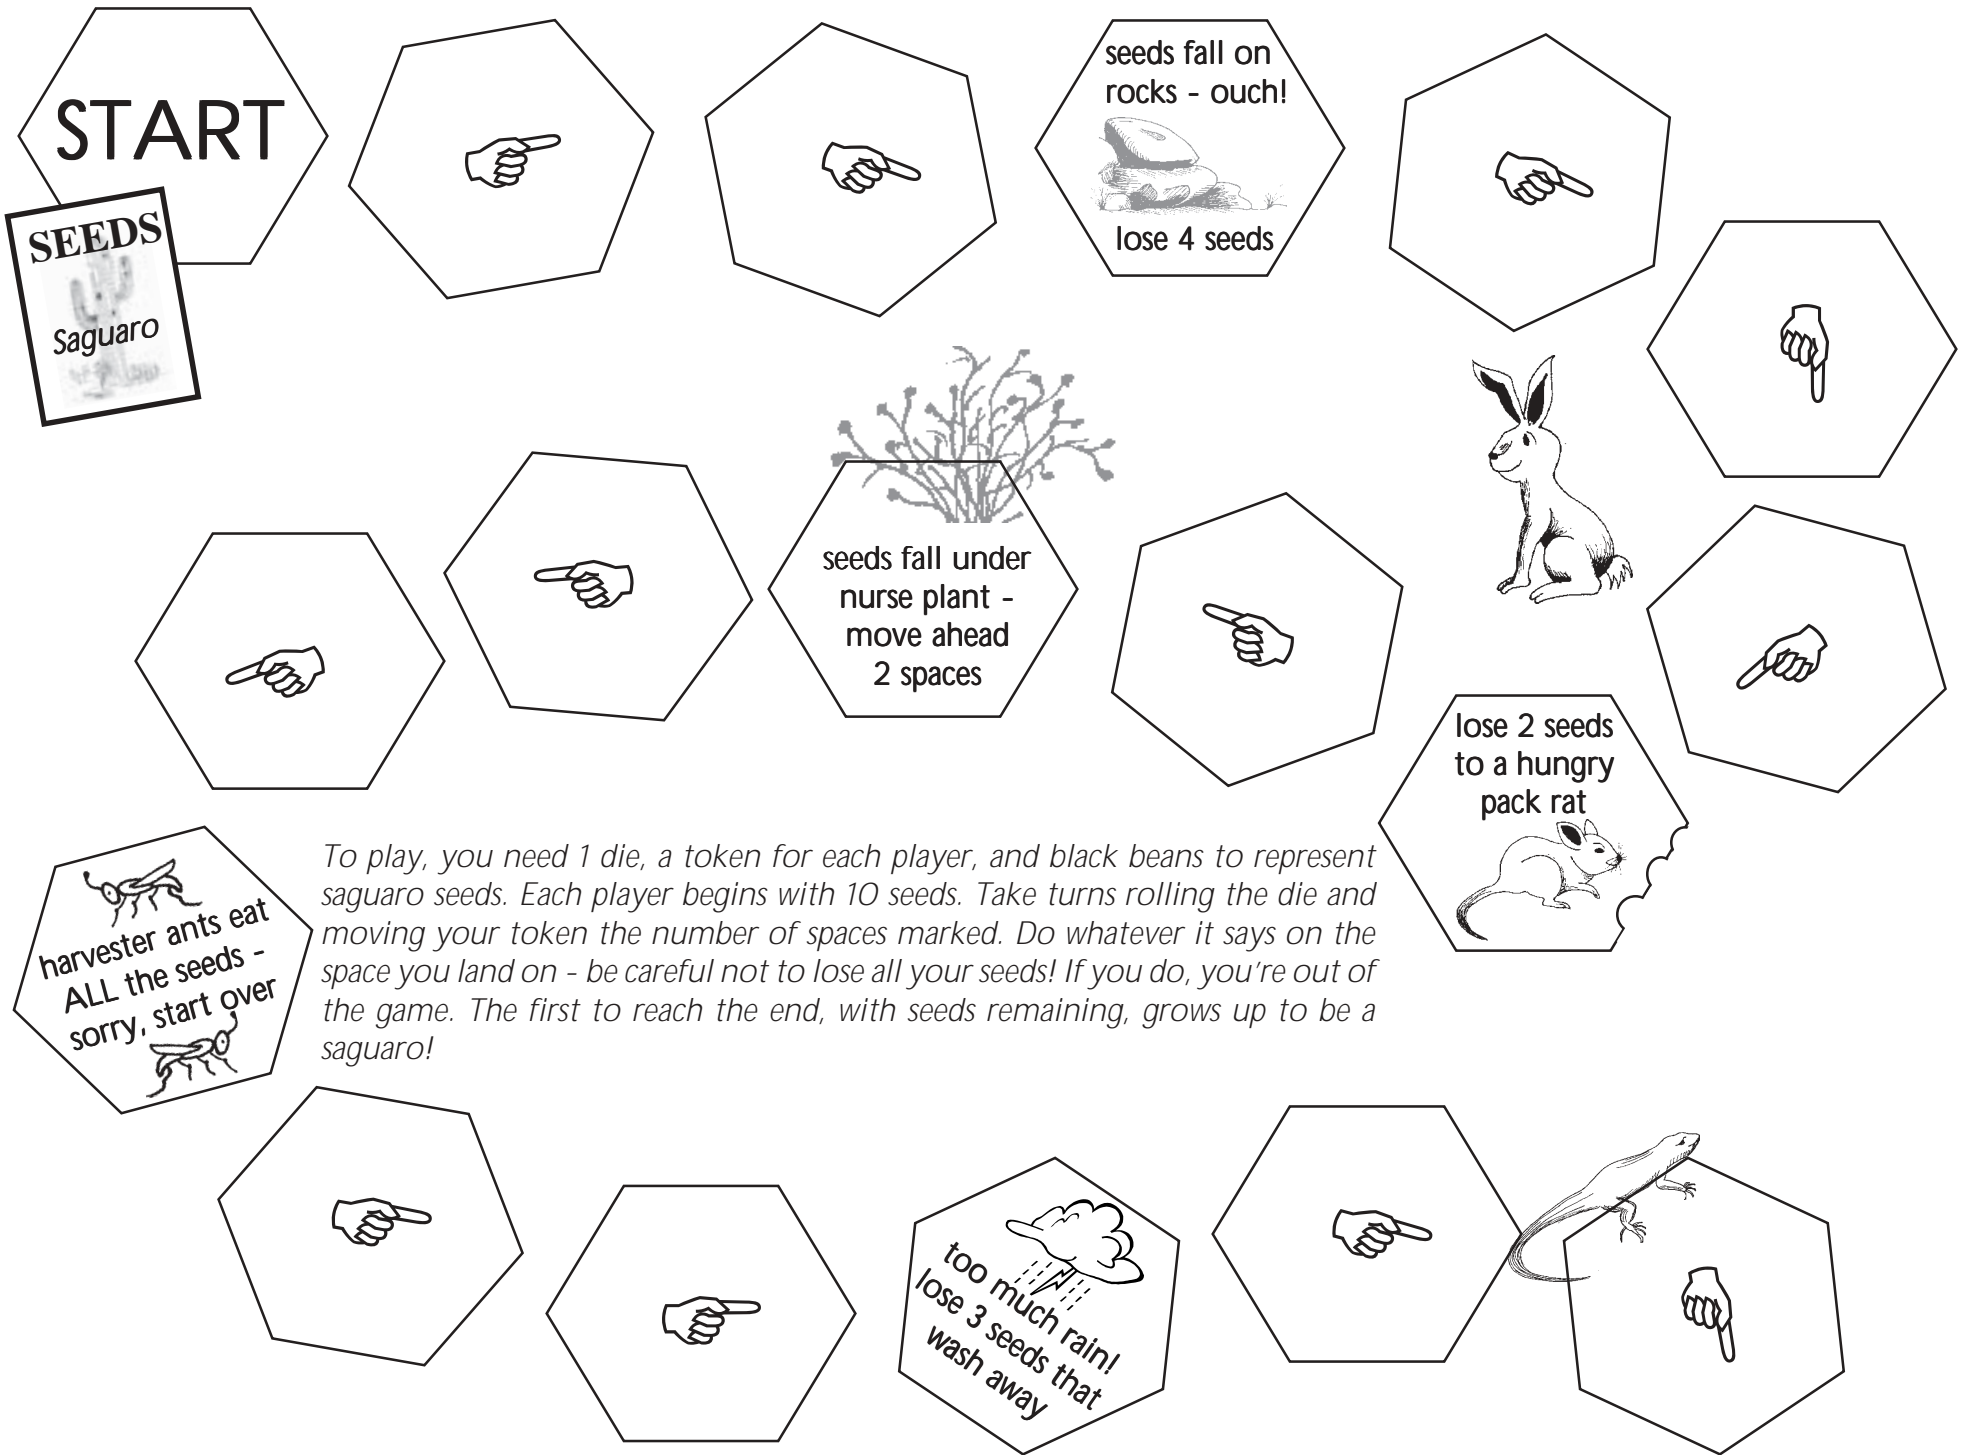 START
SEEDS
Saguaro
seeds fall on
rocks - ouch!
lose 4 seeds
lose 2 seeds
to a hungry
pack rat
seeds fall under
nurse plant -
move ahead
2 spaces
harvester ants eat
ALL the seeds -
sorry, start over
To play, you need 1 die, a token for each player, and black beans to represent
saguaro seeds. Each player begins with 10 seeds. Take turns rolling the die and
moving your token the number of spaces marked. Do whatever it says on the
space you land on - be careful not to lose all your seeds! If you do, you're out of
the game. The first to reach the end, with seeds remaining, grows up to be a
saguaro!
too much rain!
lose 3 seeds that
wash away